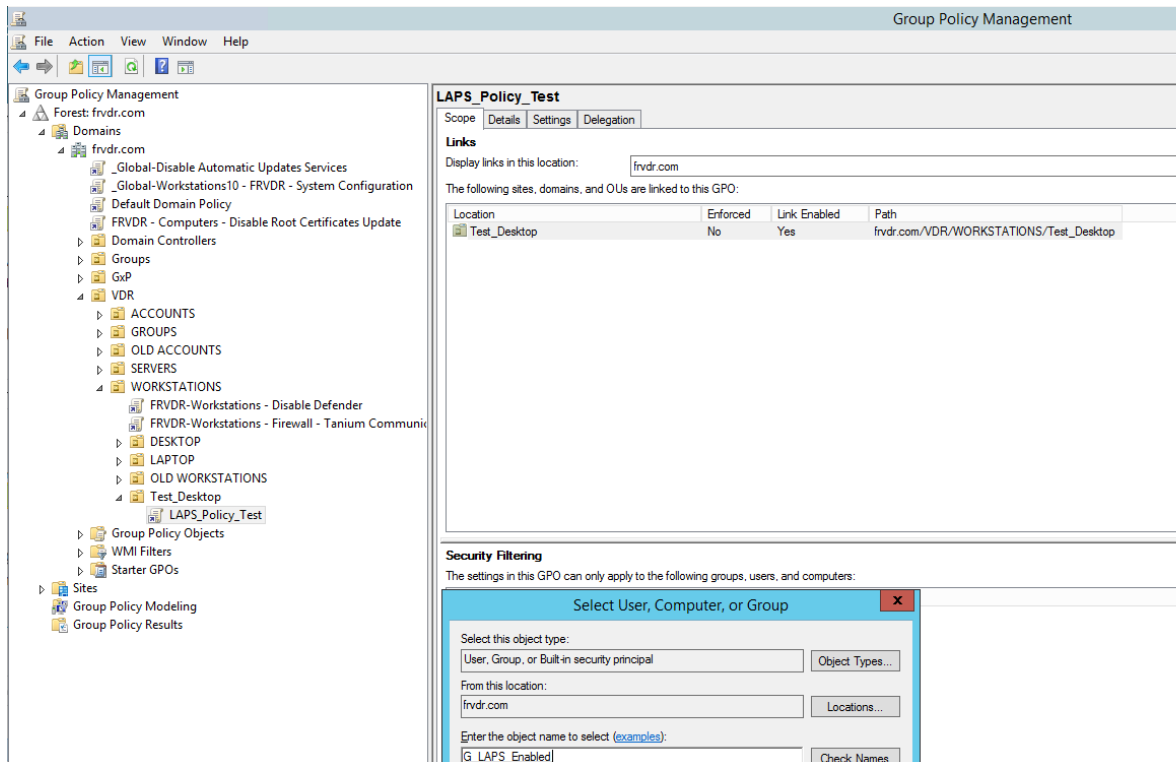 Group Policy Management
File Action View Window Help
Group Policy Management
Forest: frvdr.com
Domains
frvdr.com
_Global-Disable Automatic Updates Services
_Global-Workstations10 - FRVDR - System Configuration
Default Domain Policy
FRVDR - Computers - Disable Root Certificates Update
Domain Controllers
Groups
GxP
VDR
ACCOUNTS
GROUPS
OLD ACCOUNTS
SERVERS
WORKSTATIONS
FRVDR-Workstations - Disable Defender
FRVDR-Workstations - Firewall - Tanium Communic
DESKTOP
LAPTOP
OLD WORKSTATIONS
Test_Desktop
LAPS_Policy_Test
Group Policy Objects
WMI Filters
Starter GPOs
Sites
Group Policy Modeling
Group Policy Results
LAPS_Policy_Test
Scope Details Settings Delegation
Links
Display links in this location: frvdr.com
The following sites, domains, and OUs are linked to this GPO:
Location Enforced Link Enabled Path
Test_Desktop No Yes frvdr.com/VDR/WORKSTATIONS/Test_Desktop
Security Filtering
The settings in this GPO can only apply to the following groups, users, and computers:
Select User, Computer, or Group x
Select this object type:
User, Group, or Built-in security principal Object Types...
From this location:
frvdr.com Locations...
Enter the object name to select (examples):
G_LAPS_Enabled Check Names